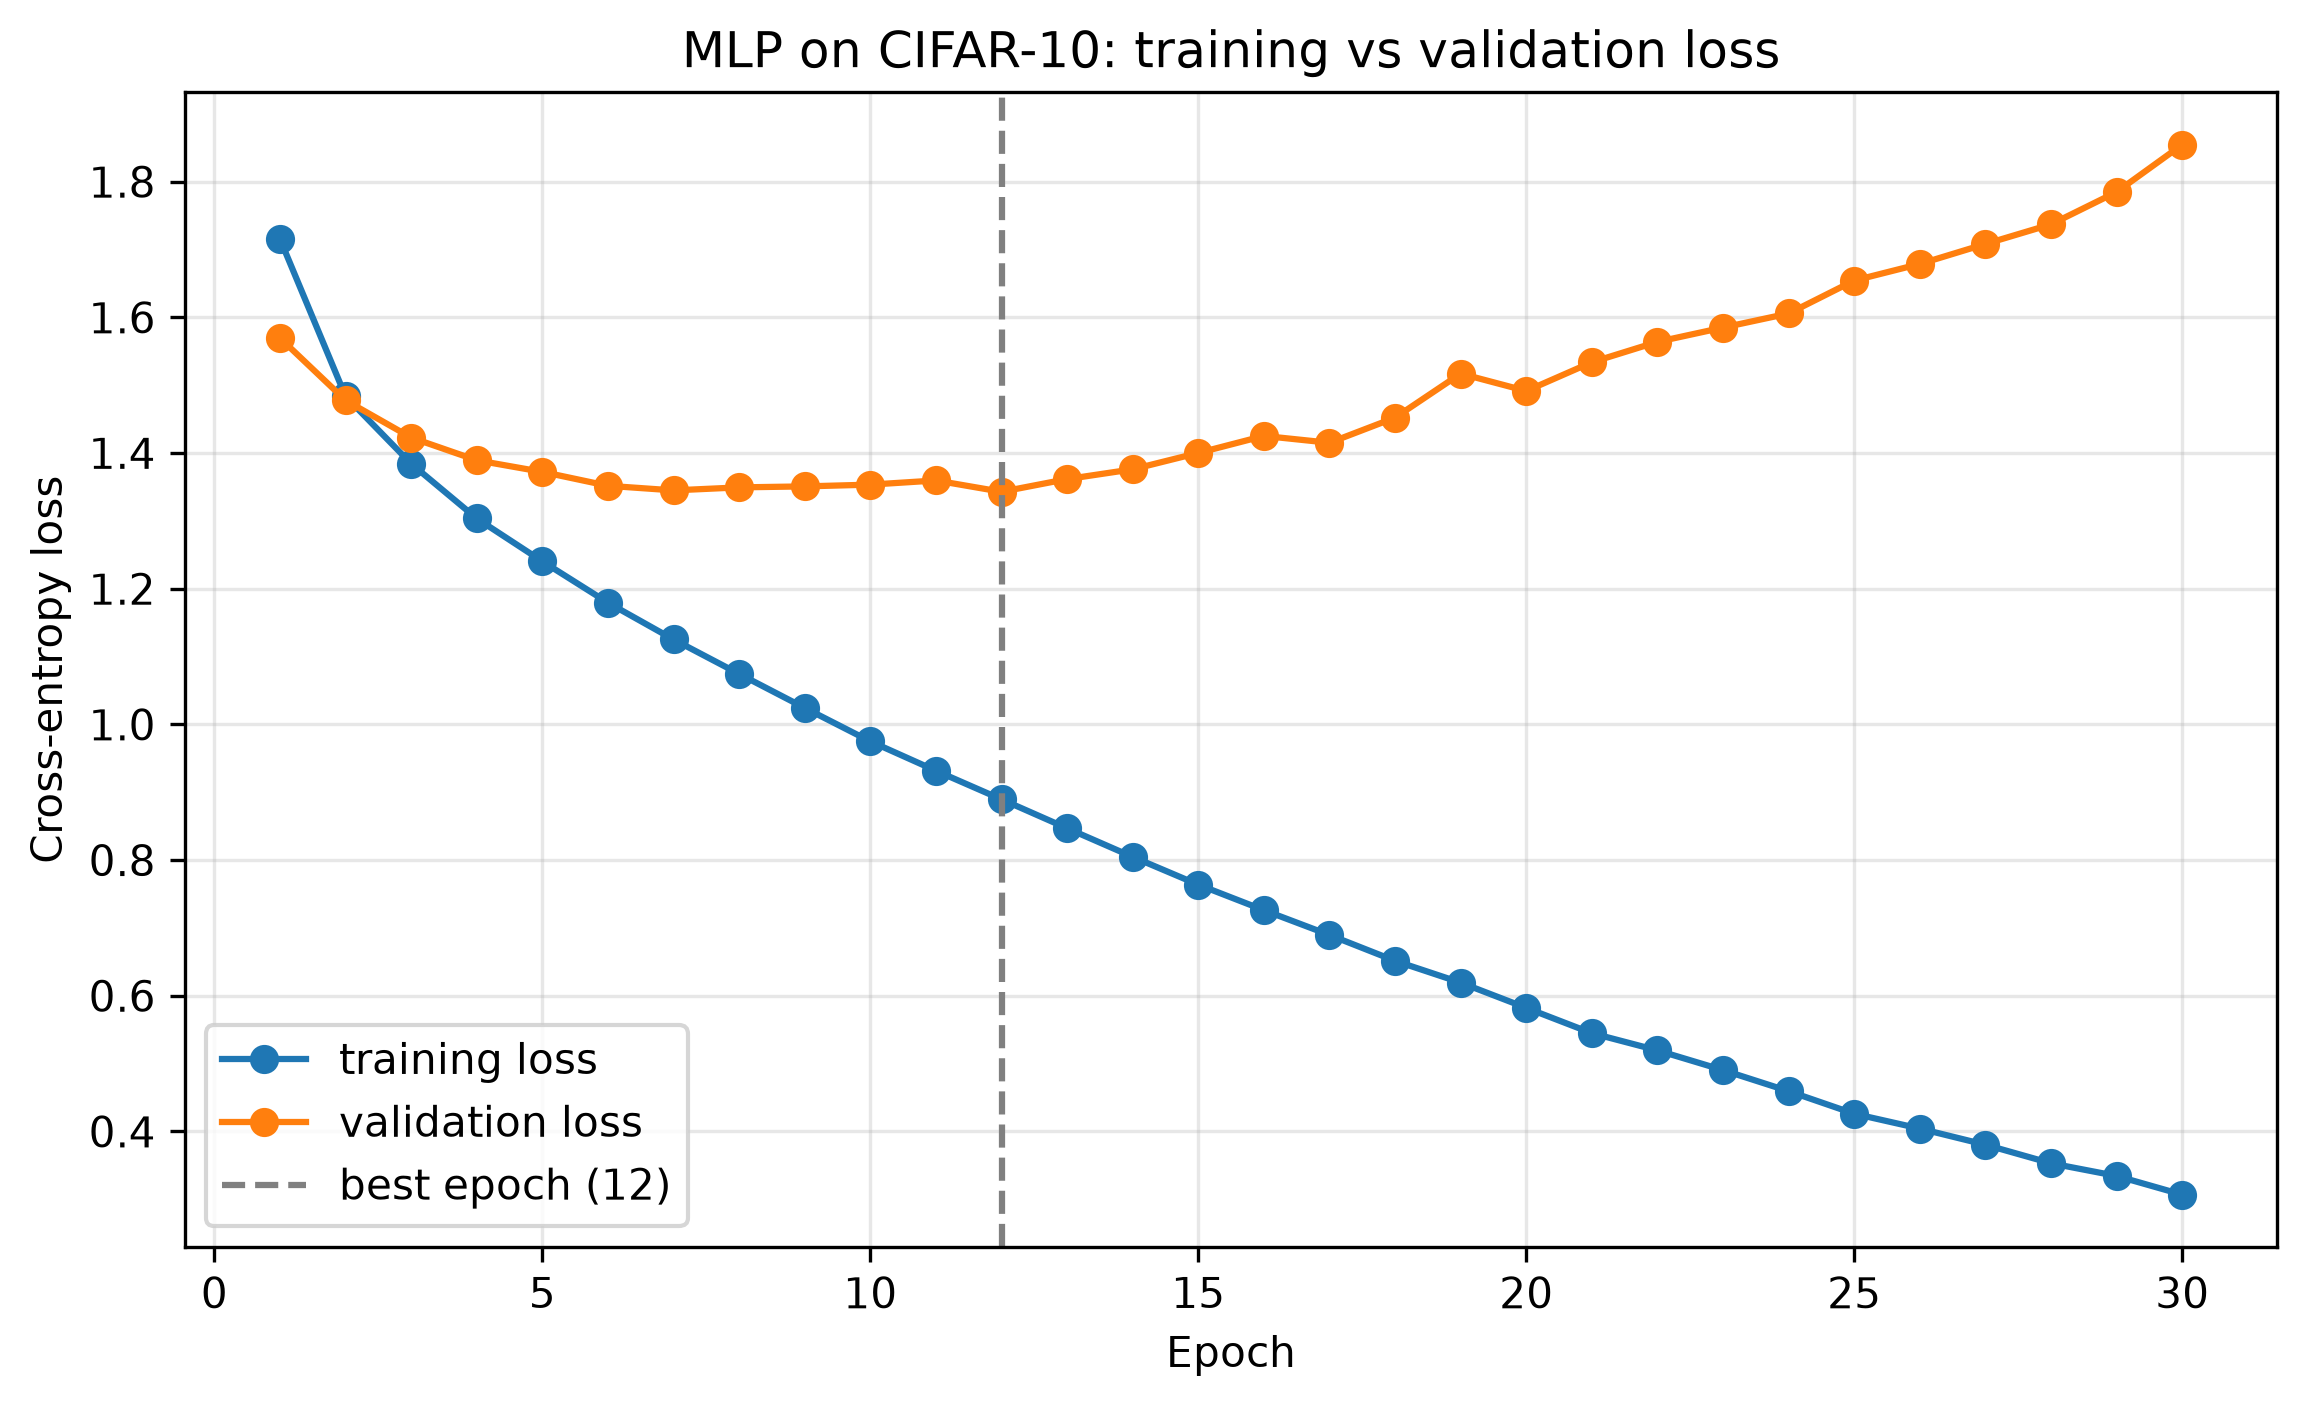 MLP on CIFAR-10: training vs validation loss
Cross-entropy loss
1.8
1.6
1.4
1.2
1.0
0.8
0.6
0.4
training loss
validation loss
best epoch (12)
0 5 10 15 20 25 30
Epoch